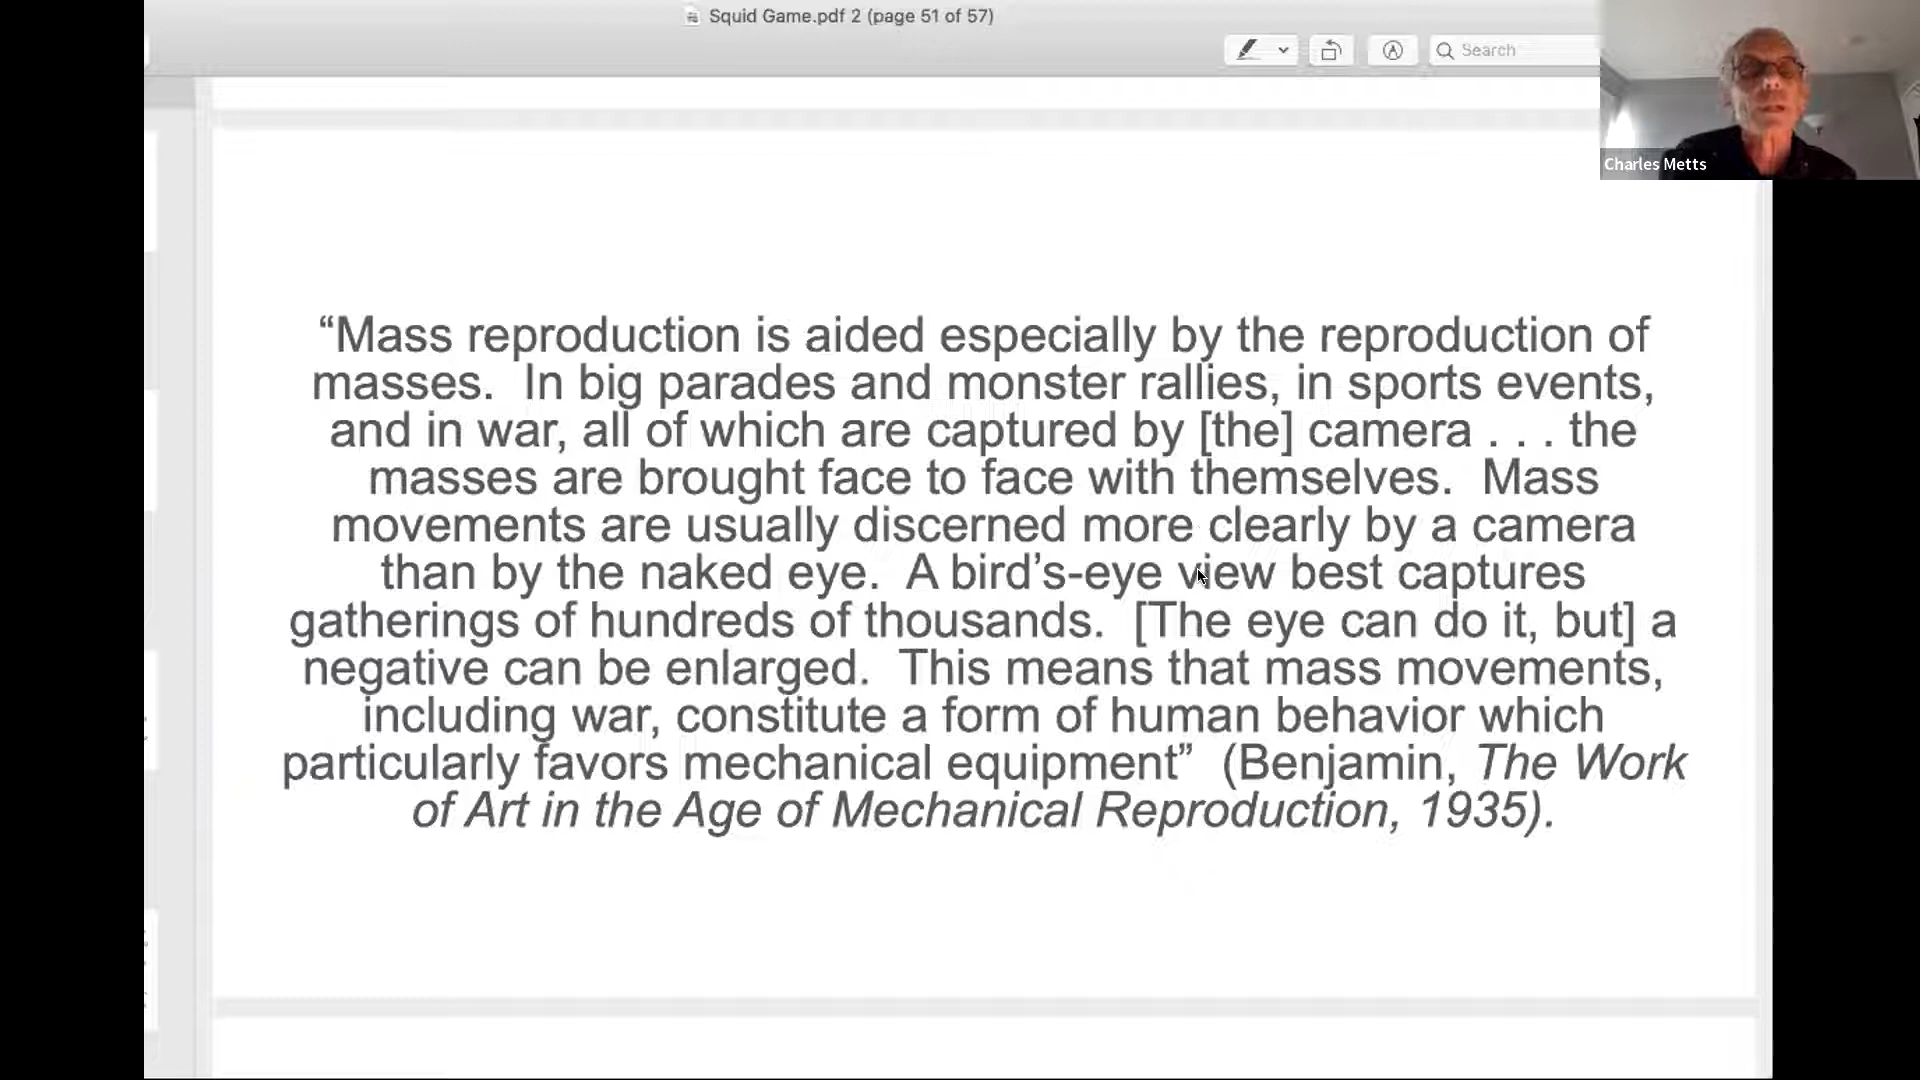 Squid Game.pdf 2 (page 51 of 57)
Search
Charles Metts
“Mass reproduction is aided especially by the reproduction of
masses.  In big parades and monster rallies, in sports events,
and in war, all of which are captured by [the] camera . . . the
masses are brought face to face with themselves.  Mass
movements are usually discerned more clearly by a camera
than by the naked eye.  A bird’s-eye view best captures
gatherings of hundreds of thousands.  [The eye can do it, but] a
negative can be enlarged.  This means that mass movements,
including war, constitute a form of human behavior which
particularly favors mechanical equipment”  (Benjamin, The Work
of Art in the Age of Mechanical Reproduction, 1935).